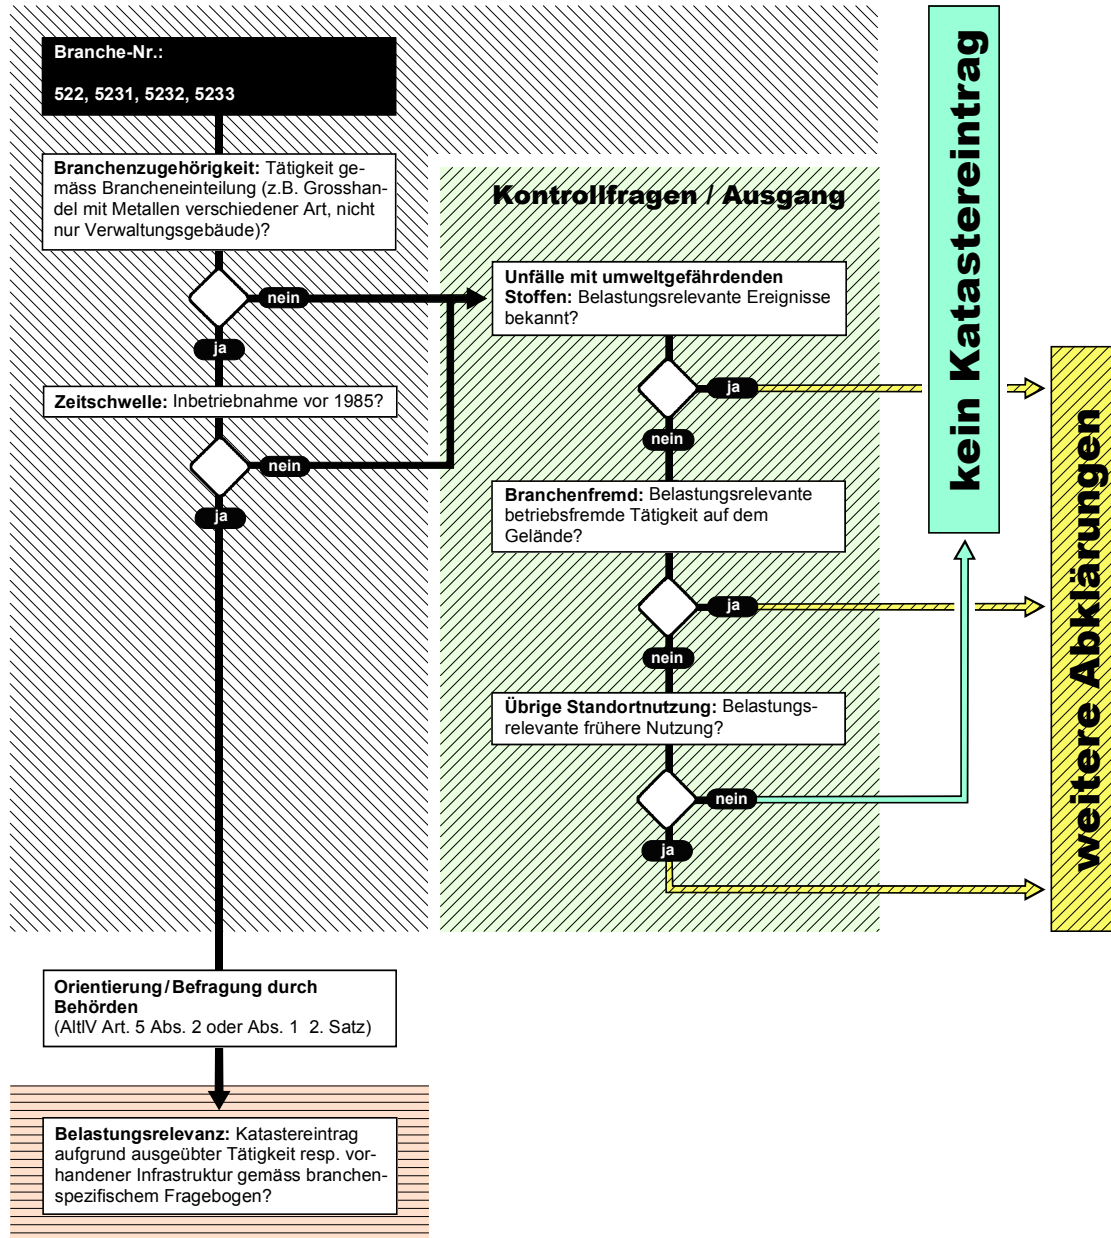 Branche-Nr.:
522, 5231, 5232, 5233
Branchenzugehörigkeit: Tätigkeit ge-
mäss Brancheneinteilung (z.B. Grosshan-
del mit Metallen verschiedener Art, nicht
nur Verwaltungsgebäude)?
nein
ja
Zeitschwelle: Inbetriebnahme vor 1985?
nein
ja
Kontrollfragen / Ausgang
Unfälle mit umweltgefährdenden
Stoffen: Belastungsrelevante Ereignisse
bekannt?
ja
nein
Branchenfremd: Belastungsrelevante
betriebsfremde Tätigkeit auf dem
Gelände?
ja
nein
Übrige Standortnutzung: Belastungs-
relevante frühere Nutzung?
nein
ja
kein Katastereintrag
weitere Abklärungen
Orientierung/Befragung durch
Behörden
(AltlV Art. 5 Abs. 2 oder Abs. 1 2. Satz)
Belastungsrelevanz: Katastereintrag
aufgrund ausgeübter Tätigkeit resp. vor-
handener Infrastruktur gemäss branchen-
spezifischem Fragebogen?